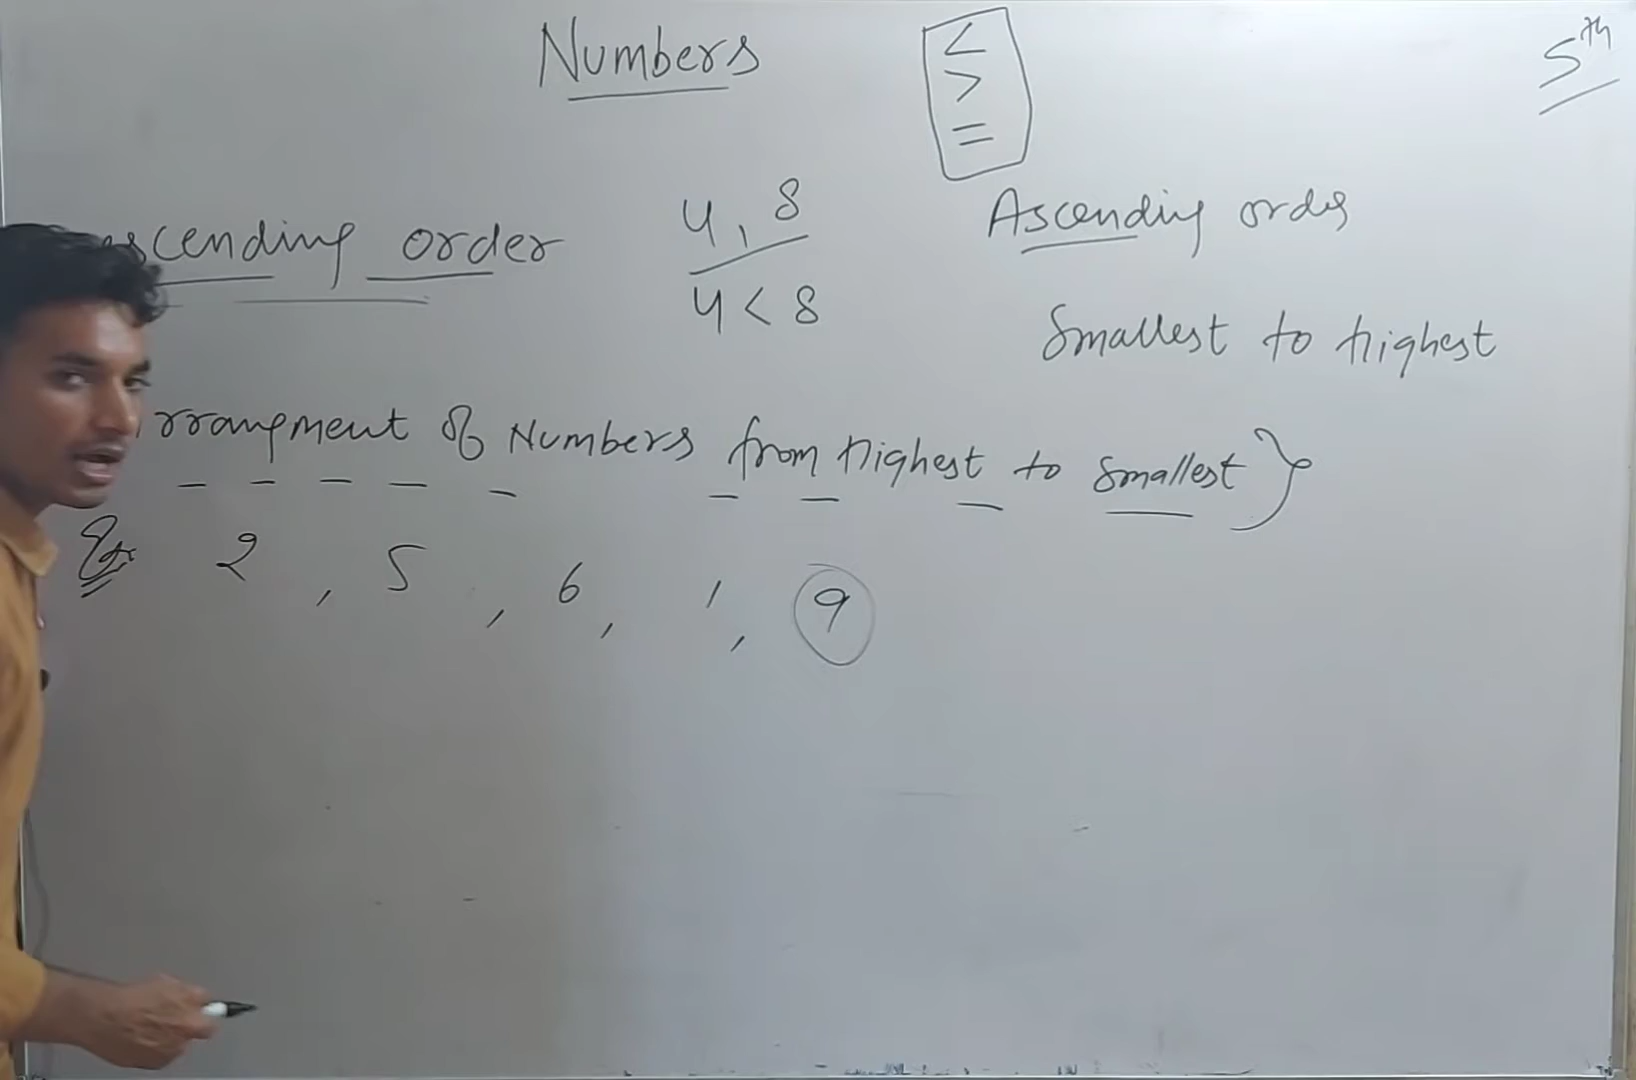 Numbers
<
>
=
5th
escending order
4, 8
4 < 8
Ascending order
Smallest to highest
rrangment of Numbers from highest to smallest }
Ex 2, 5, 6, 1, 9